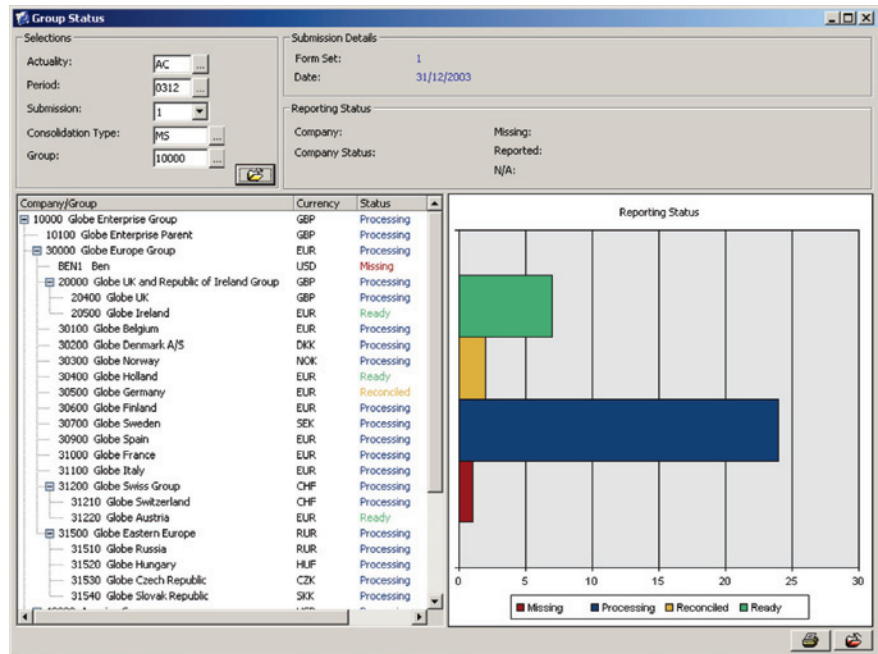 Group Status
Selections
Actuality: AC ...
Period: 0312 ...
Submission: 1
Consolidation Type: MS ...
Group: 10000 ...
Submission Details
Form Set: 1
Date: 31/12/2003
Reporting Status
Company: Missing:
Company Status: Reported:
N/A:
Company/Group Currency Status
10000 Globe Enterprise Group GBP Processing
10100 Globe Enterprise Parent GBP Processing
30000 Globe Europe Group EUR Processing
BEN1 Ben USD Missing
20000 Globe UK and Republic of Ireland Group GBP Processing
20400 Globe UK GBP Processing
20500 Globe Ireland EUR Ready
30100 Globe Belgium EUR Processing
30200 Globe Denmark A/S DKK Processing
30300 Globe Norway NOK Processing
30400 Globe Holland EUR Ready
30500 Globe Germany EUR Reconciled
30600 Globe Finland EUR Processing
30700 Globe Sweden SEK Processing
30900 Globe Spain EUR Processing
31000 Globe France EUR Processing
31100 Globe Italy EUR Processing
31200 Globe Swiss Group CHF Processing
31210 Globe Switzerland CHF Processing
31220 Globe Austria EUR Ready
31500 Globe Eastern Europe RUR Processing
31510 Globe Russia RUR Processing
31520 Globe Hungary HUF Processing
31530 Globe Czech Republic CZK Processing
31540 Globe Slovak Republic SKK Processing
Reporting Status
0 5 10 15 20 25 30
Missing Processing Reconciled Ready